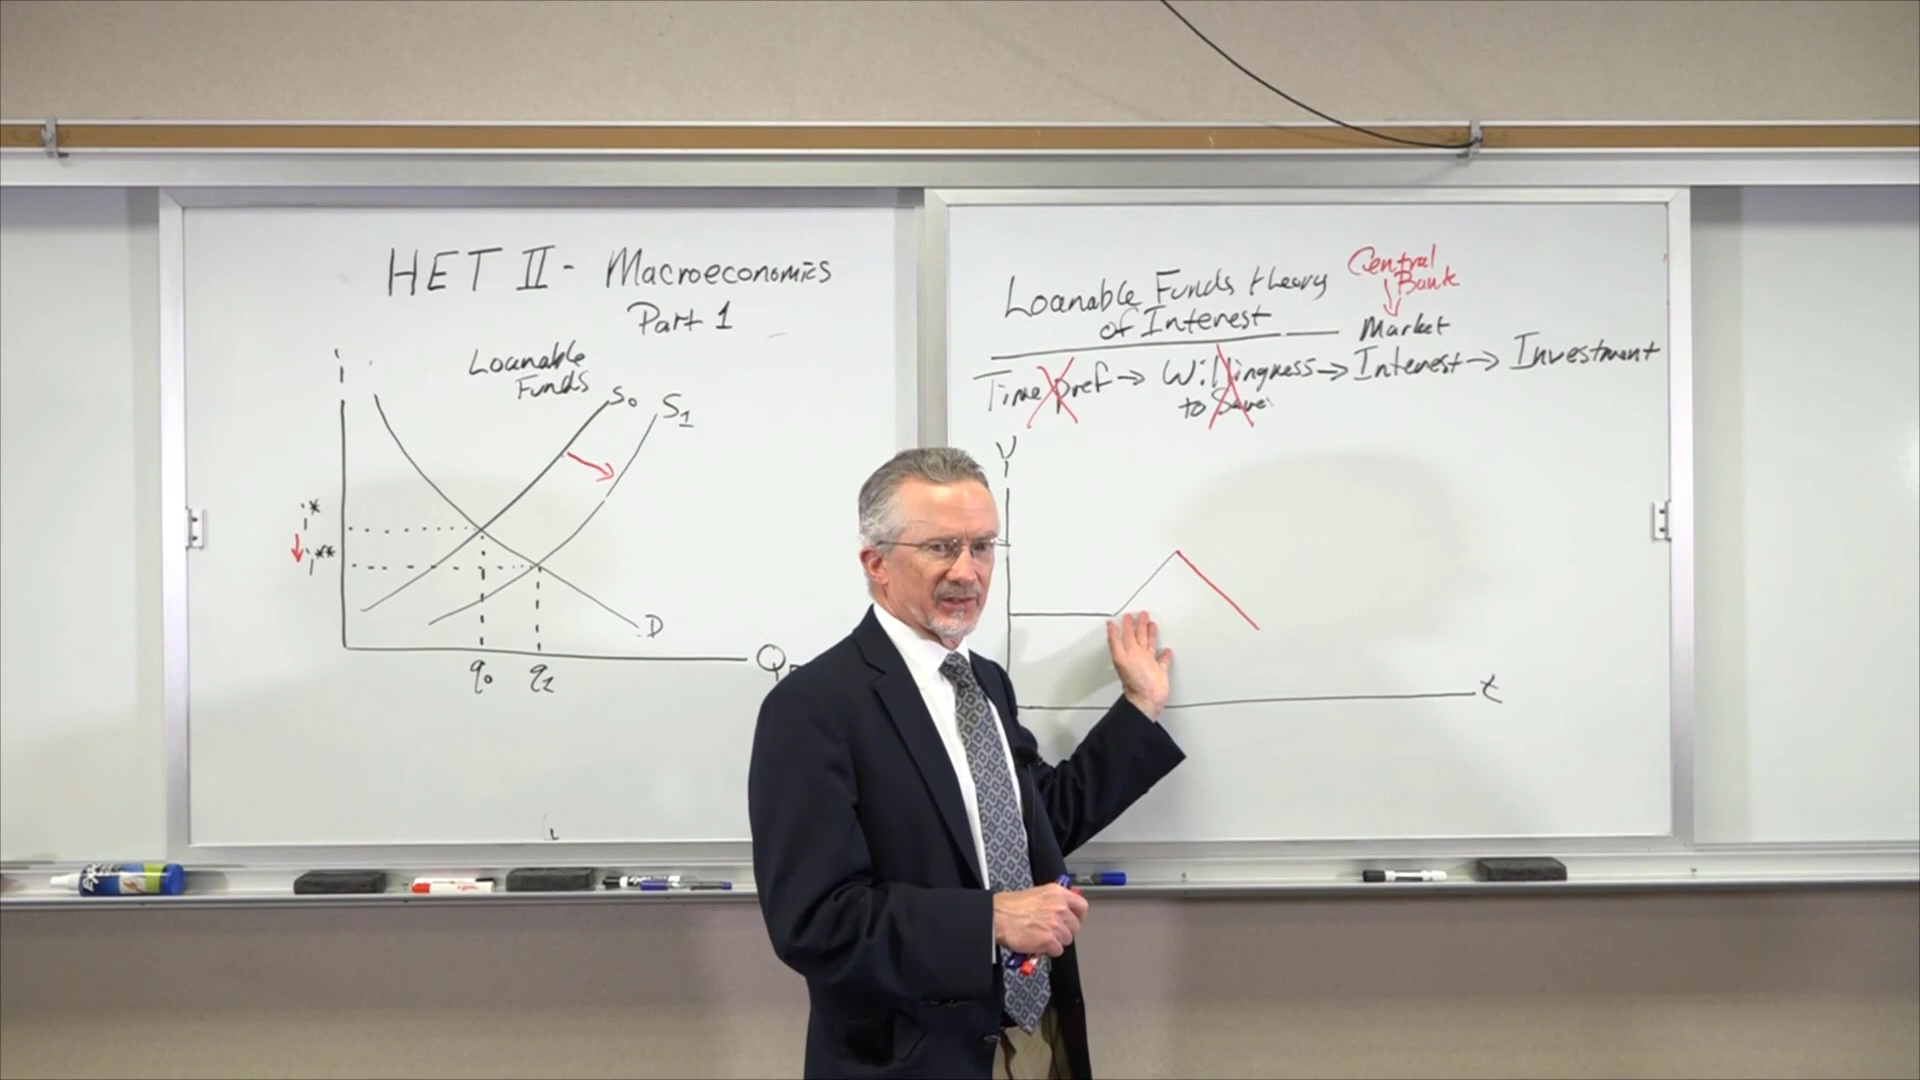 HET II - Macroeconomics
Part 1
Loanable
Funds
i
S0
S1
i*
i**
D
q0
q1
Q
Loanable Funds theory
of Interest
Central
Bank
Market
Time Pref → Willingness → Interest → Investment
to Save
Y
t